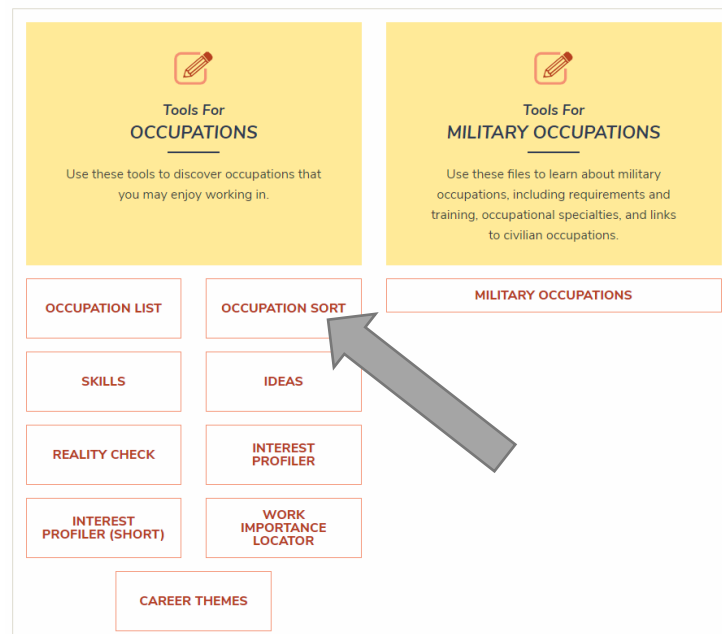 Tools For
OCCUPATIONS
Use these tools to discover occupations that
you may enjoy working in.
Tools For
MILITARY OCCUPATIONS
Use these files to learn about military
occupations, including requirements and
training, occupational specialties, and links
to civilian occupations.
OCCUPATION LIST
OCCUPATION SORT
MILITARY OCCUPATIONS
SKILLS
IDEAS
REALITY CHECK
INTEREST
PROFILER
INTEREST
PROFILER (SHORT)
WORK
IMPORTANCE
LOCATOR
CAREER THEMES